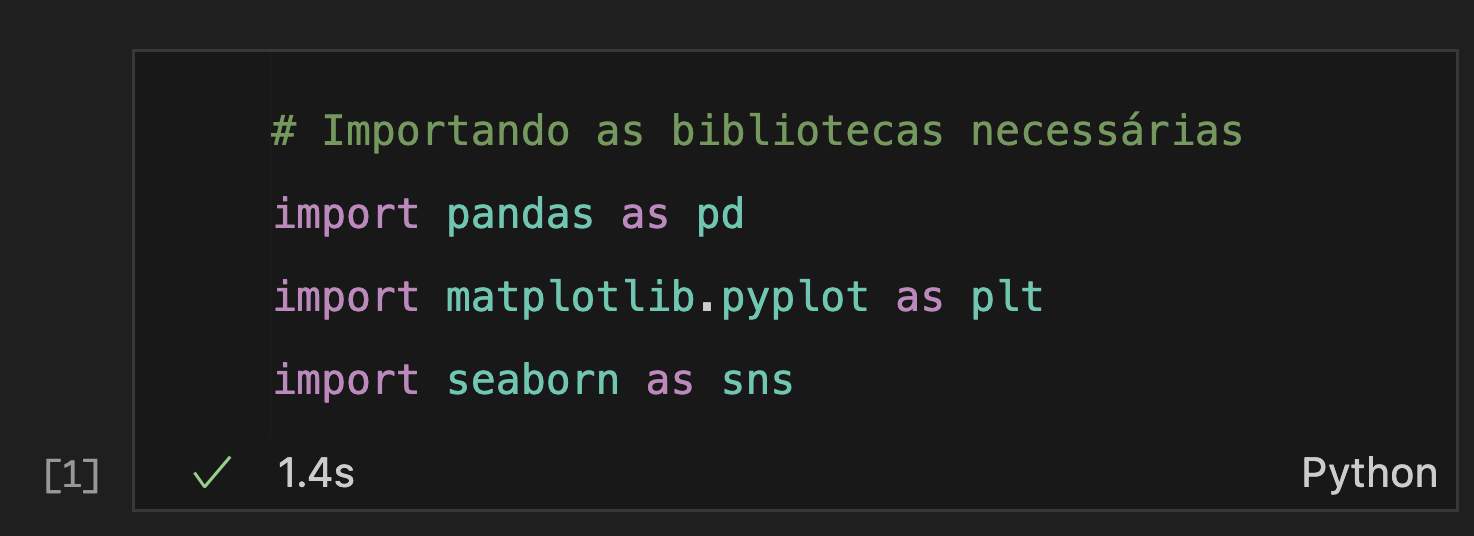 # Importando as bibliotecas necessárias
import pandas as pd
import matplotlib.pyplot as plt
import seaborn as sns
[1] ✓ 1.4s Python